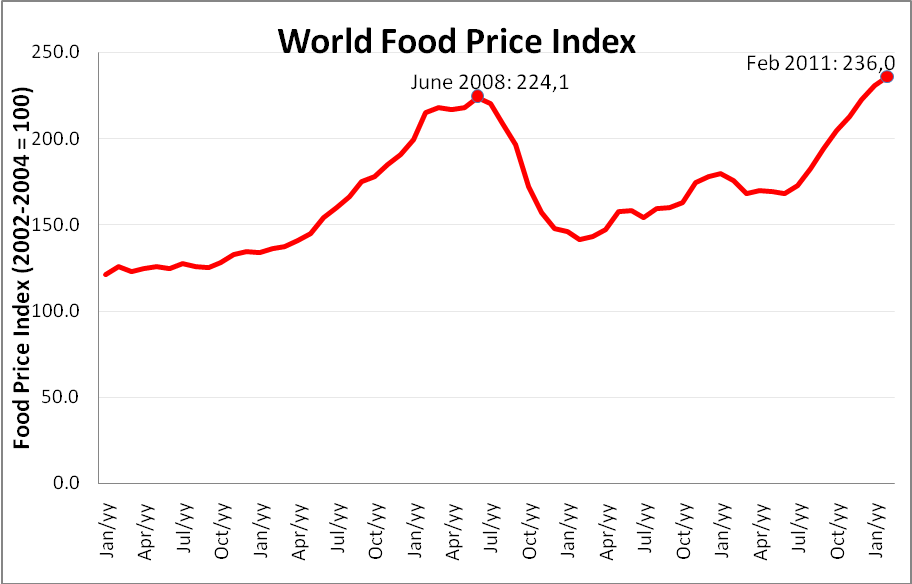 World Food Price Index
Feb 2011: 236,0
June 2008: 224,1
Food Price Index (2002-2004 = 100)
250.0
200.0
150.0
100.0
50.0
0.0
Jan/yy
Apr/yy
Jul/yy
Oct/yy
Jan/yy
Apr/yy
Jul/yy
Oct/yy
Jan/yy
Apr/yy
Jul/yy
Oct/yy
Jan/yy
Apr/yy
Jul/yy
Oct/yy
Jan/yy
Apr/yy
Jul/yy
Oct/yy
Jan/yy